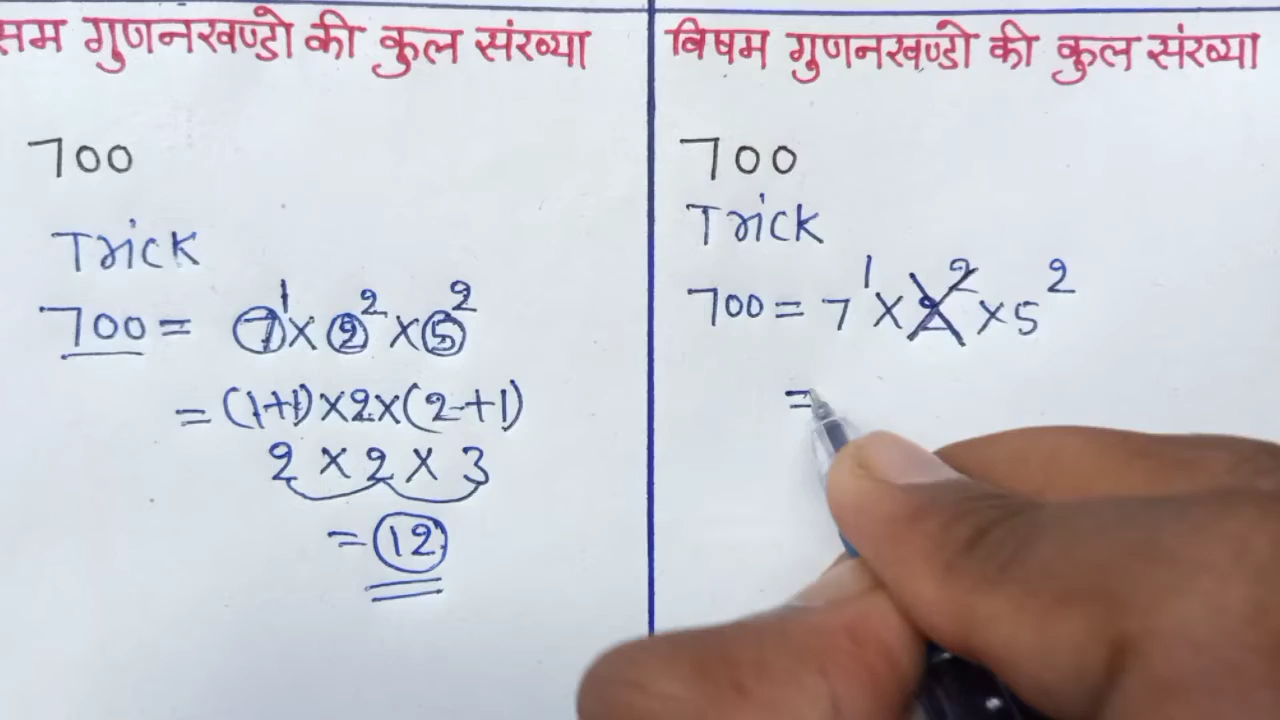 सम गुणनखण्डो की कुल संख्या
700
Trick
700 = 7¹ × 2² × 5²
= (1+1) × 2 × (2+1)
2 × 2 × 3
= 12
विषम गुणनखण्डो की कुल संख्या
700
Trick
700 = 7¹ × 2² × 5²
=